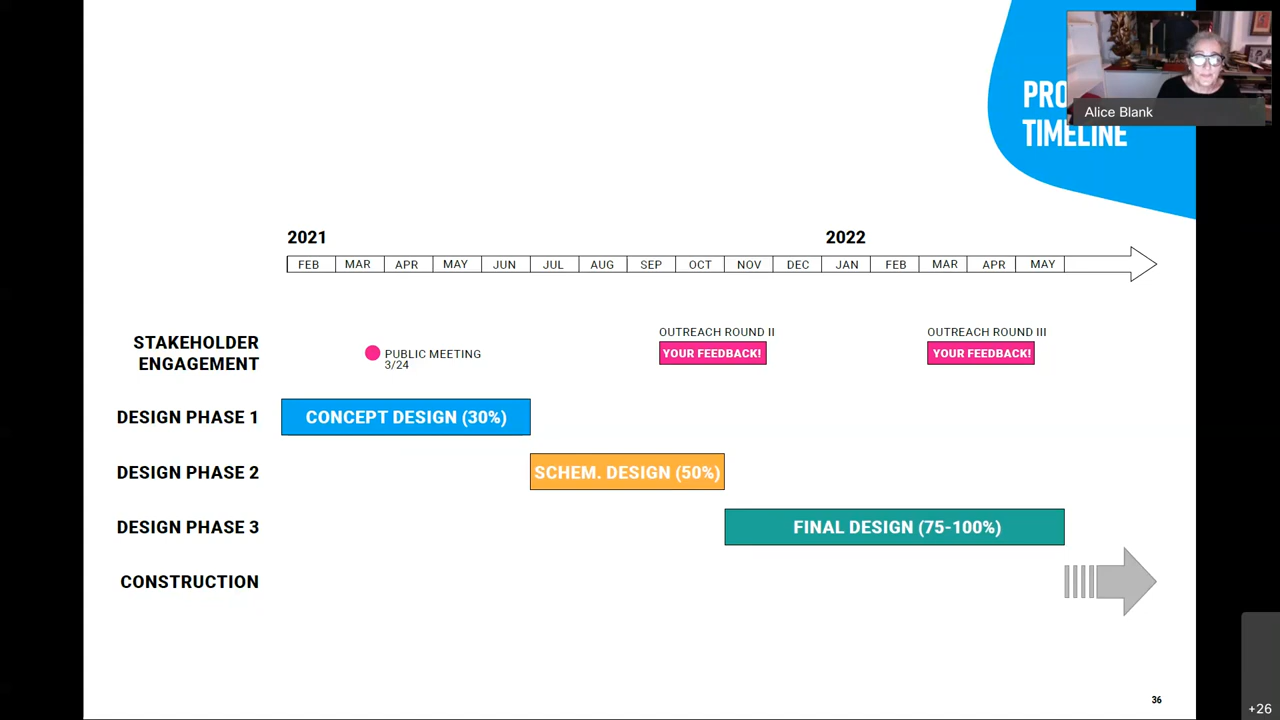 PRO
TIMELINE
Alice Blank
2021 2022
FEB MAR APR MAY JUN JUL AUG SEP OCT NOV DEC JAN FEB MAR APR MAY
STAKEHOLDER
ENGAGEMENT
PUBLIC MEETING
3/24
OUTREACH ROUND II
YOUR FEEDBACK!
OUTREACH ROUND III
YOUR FEEDBACK!
DESIGN PHASE 1 CONCEPT DESIGN (30%)
DESIGN PHASE 2 SCHEM. DESIGN (50%)
DESIGN PHASE 3 FINAL DESIGN (75-100%)
CONSTRUCTION
36
+26